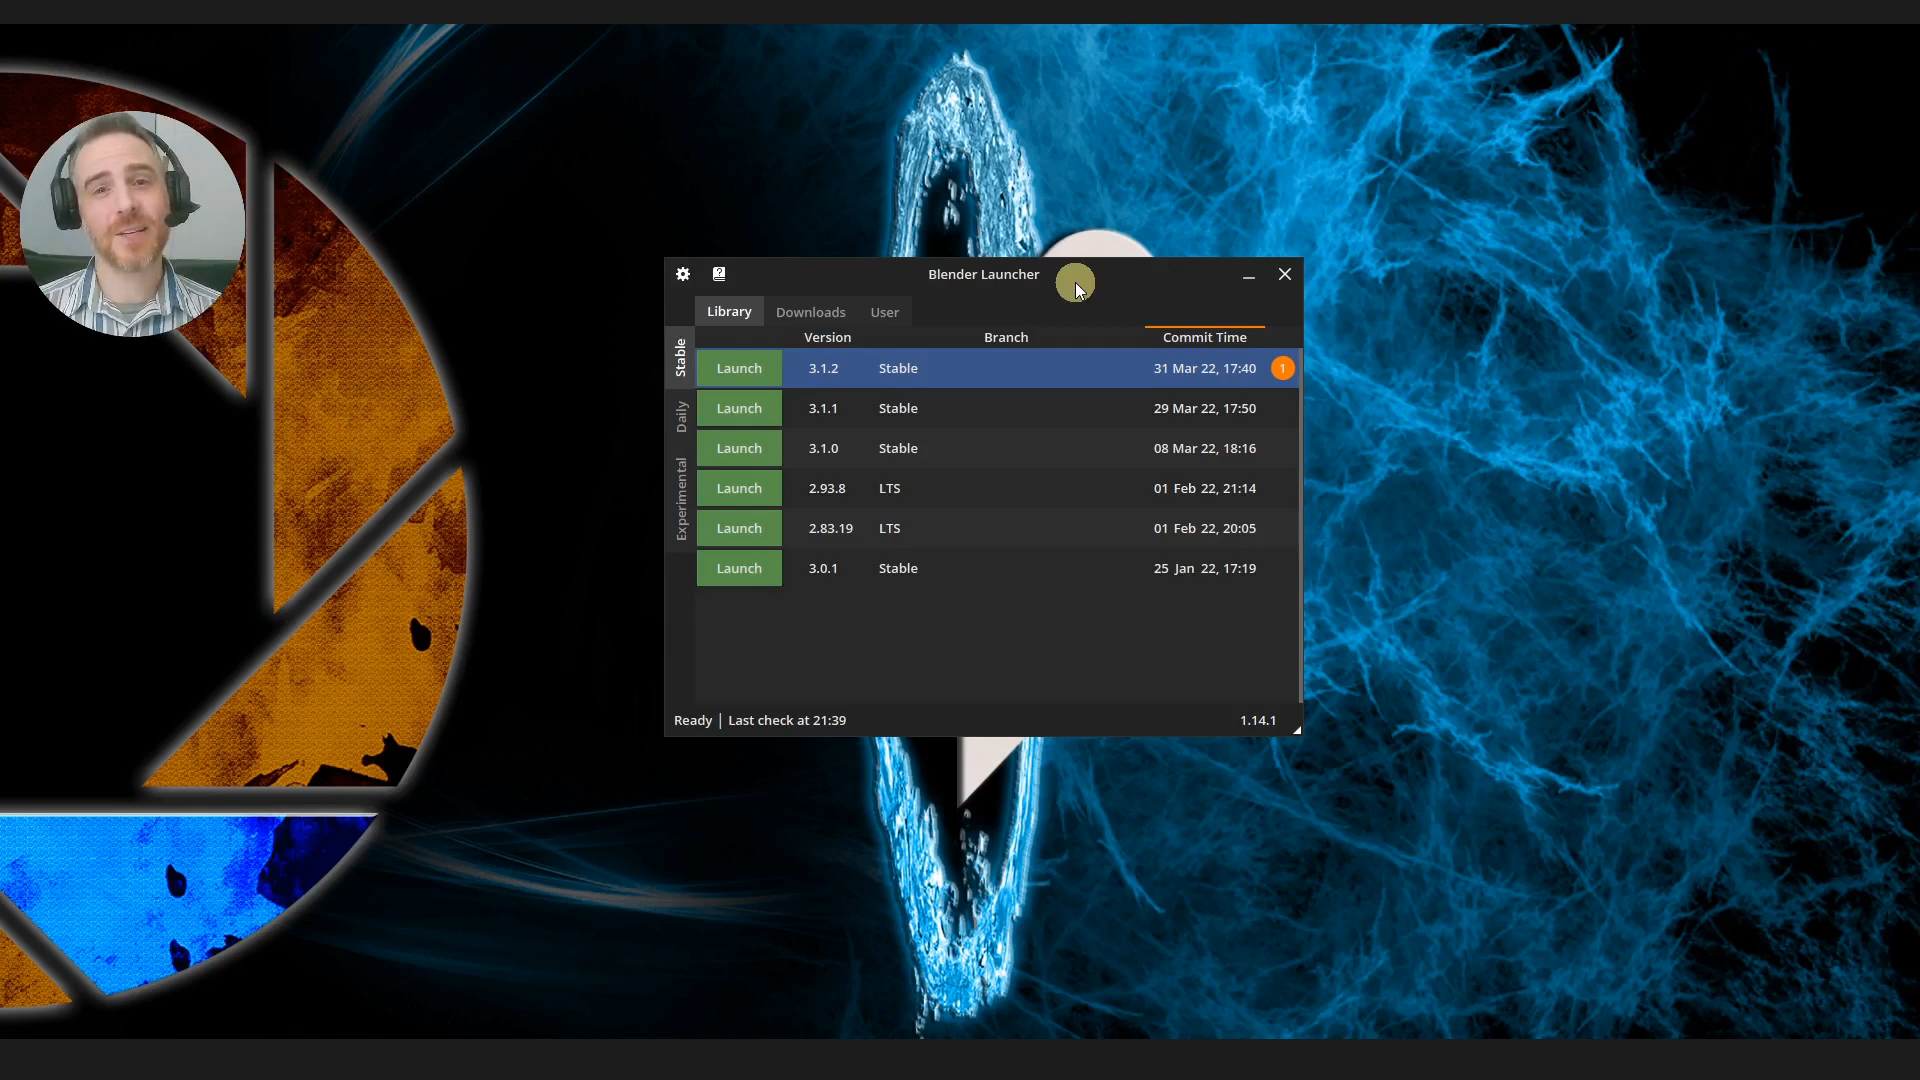 Blender Launcher
Library Downloads User
Version Branch Commit Time
Stable
Daily
Experimental
Launch 3.1.2 Stable 31 Mar 22, 17:40 1
Launch 3.1.1 Stable 29 Mar 22, 17:50
Launch 3.1.0 Stable 08 Mar 22, 18:16
Launch 2.93.8 LTS 01 Feb 22, 21:14
Launch 2.83.19 LTS 01 Feb 22, 20:05
Launch 3.0.1 Stable 25 Jan 22, 17:19
Ready | Last check at 21:39 1.14.1